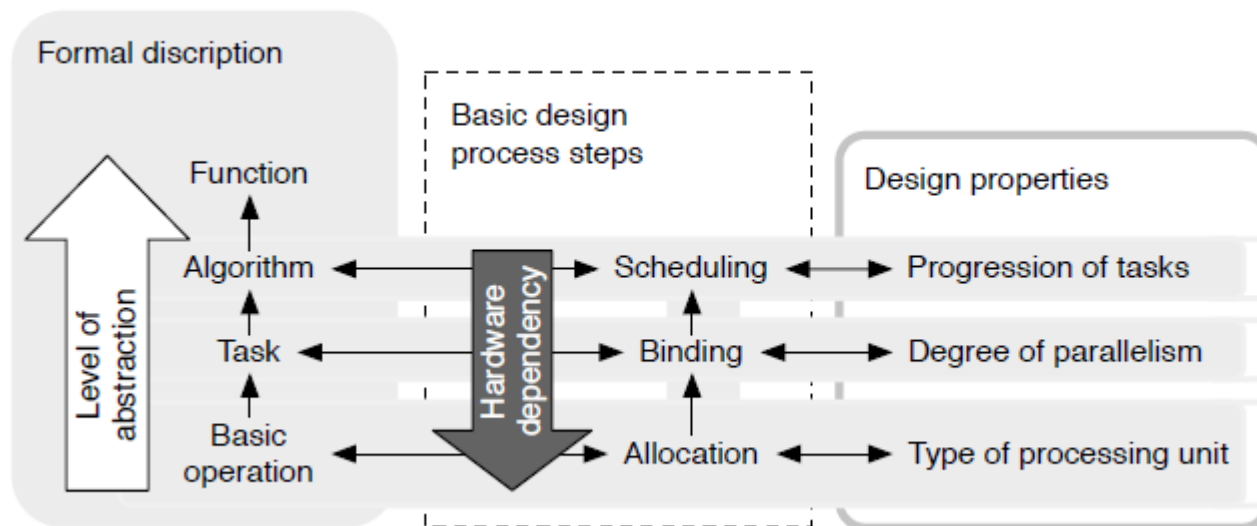 Formal discription
Basic design
process steps
Design properties
Function
Algorithm
Scheduling
Progression of tasks
Task
Binding
Degree of parallelism
Basic
operation
Allocation
Type of processing unit
Level of
abstraction
Hardware
dependency